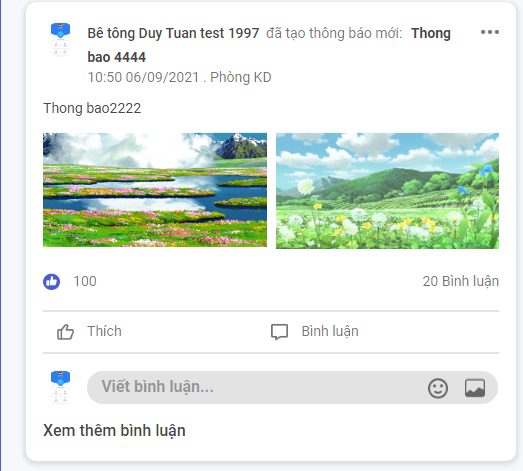 Bê tông Duy Tuan test 1997 đã tạo thông báo mới: Thong
bao 4444
10:50 06/09/2021 . Phòng KD
Thong bao2222
100 20 Bình luận
Thích Bình luận
Viết bình luận...
Xem thêm bình luận